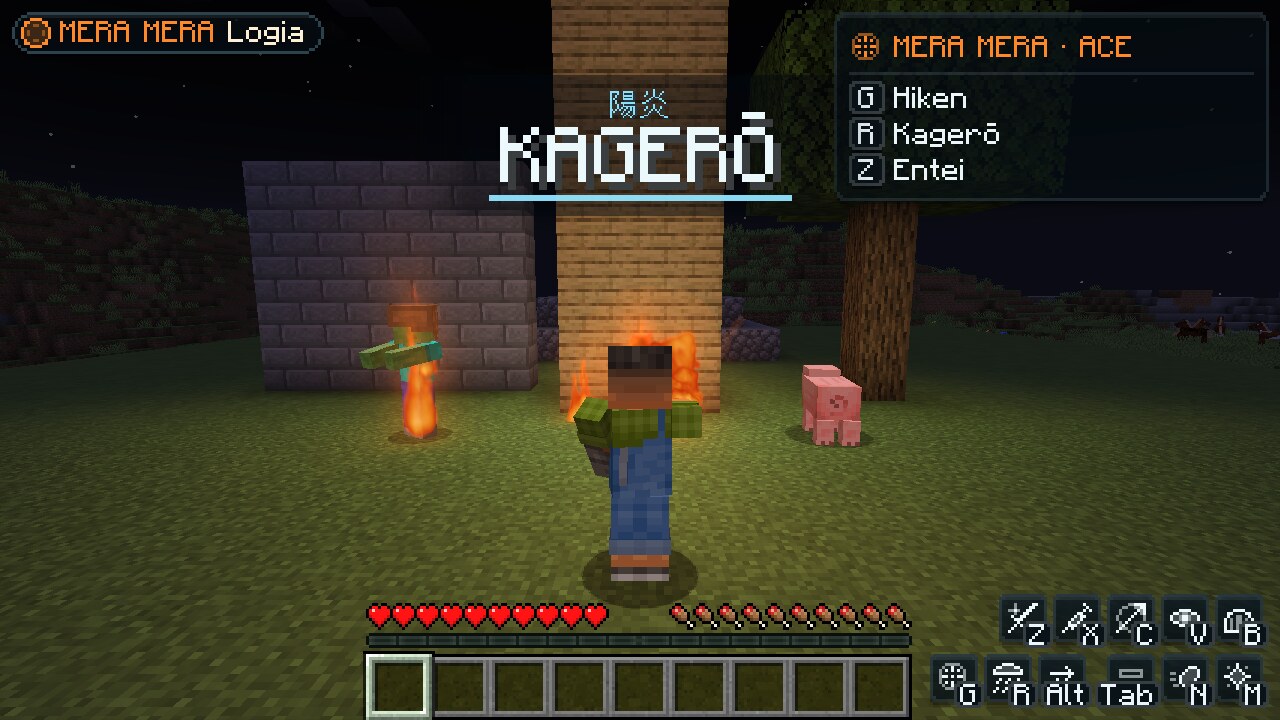 MERA MERA Logia
MERA MERA · ACE
G Hiken
R Kagerō
Z Entei
陽炎
KAGERŌ
Z X C V B
G R Alt Tab N M